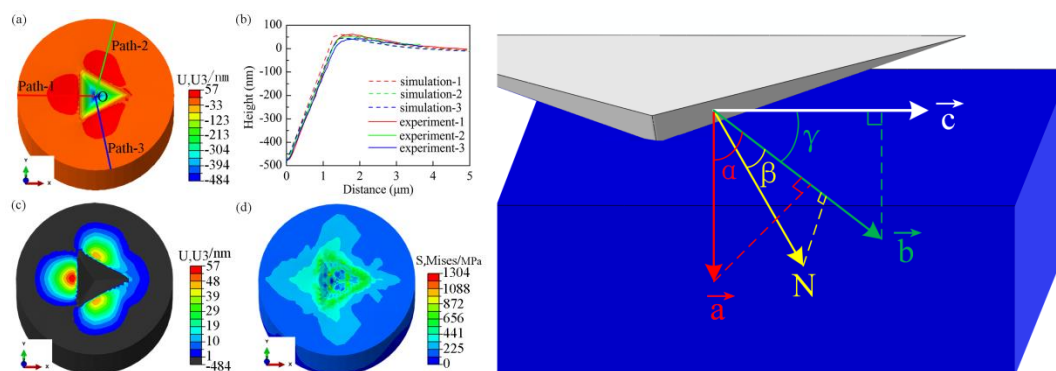 (a)
Path-2
Path-1
O
Path-3
U,U3/nm
57
-33
-123
-213
-304
-394
-484
Y
X
(b)
Height (nm)
100
0
-100
-200
-300
-400
-500
simulation-1
simulation-2
simulation-3
experiment-1
experiment-2
experiment-3
0 1 2 3 4 5
Distance (μm)
(c)
U,U3/nm
57
48
39
29
19
10
1
-484
Y
X
(d)
S,Mises/MPa
1304
1088
872
656
441
225
0
Y
X
c
γ
α
β
b
N
a